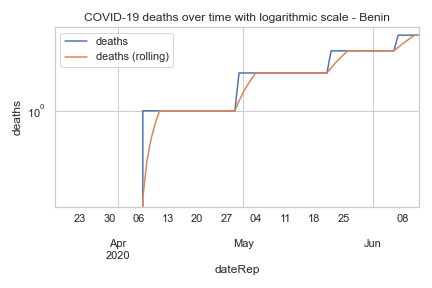 COVID-19 deaths over time with logarithmic scale - Benin
deaths
deaths (rolling)
deaths
10⁰
23 30 06 13 20 27 04 11 18 25 08
Apr May Jun
2020
dateRep